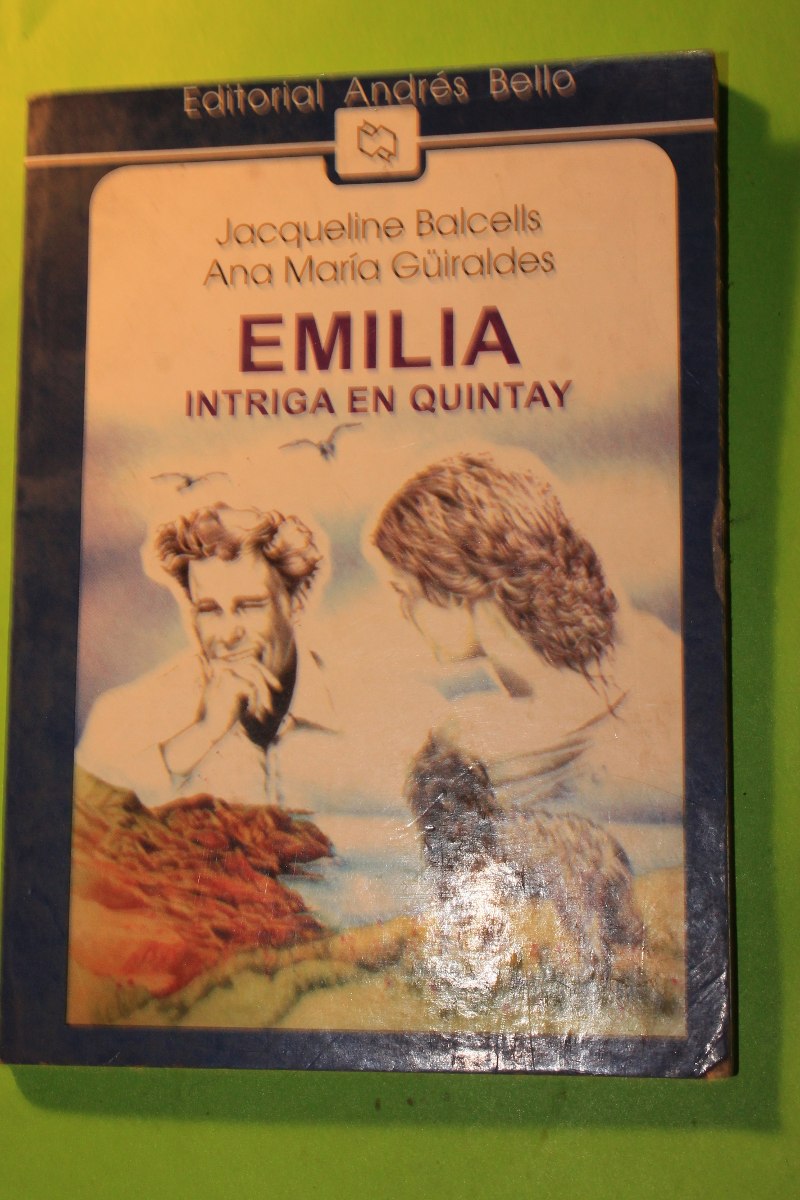 Editorial Andrés Bello
Jacqueline Balcells
Ana María Güiraldes
EMILIA
INTRIGA EN QUINTAY